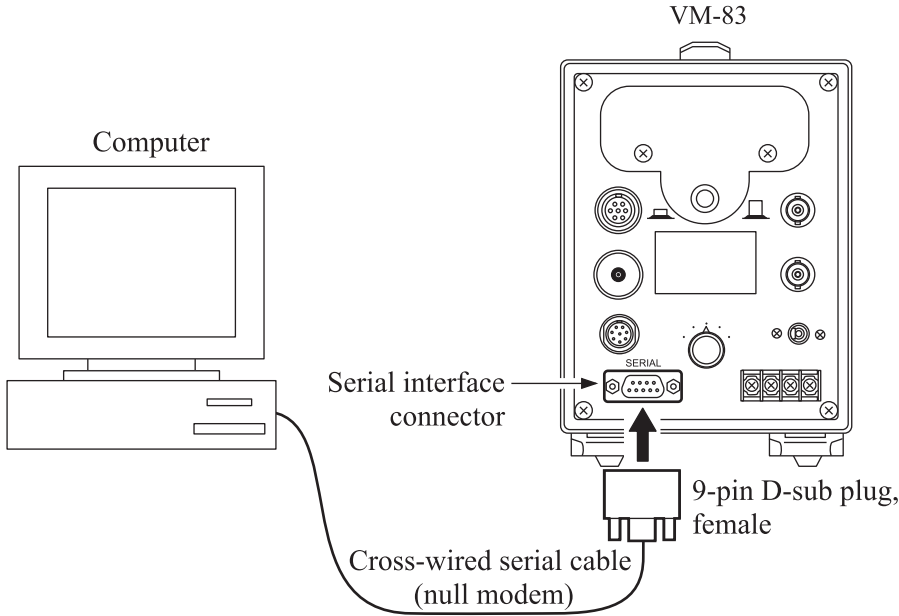 VM-83
Computer
SERIAL
Serial interface
connector
9-pin D-sub plug,
female
Cross-wired serial cable
(null modem)